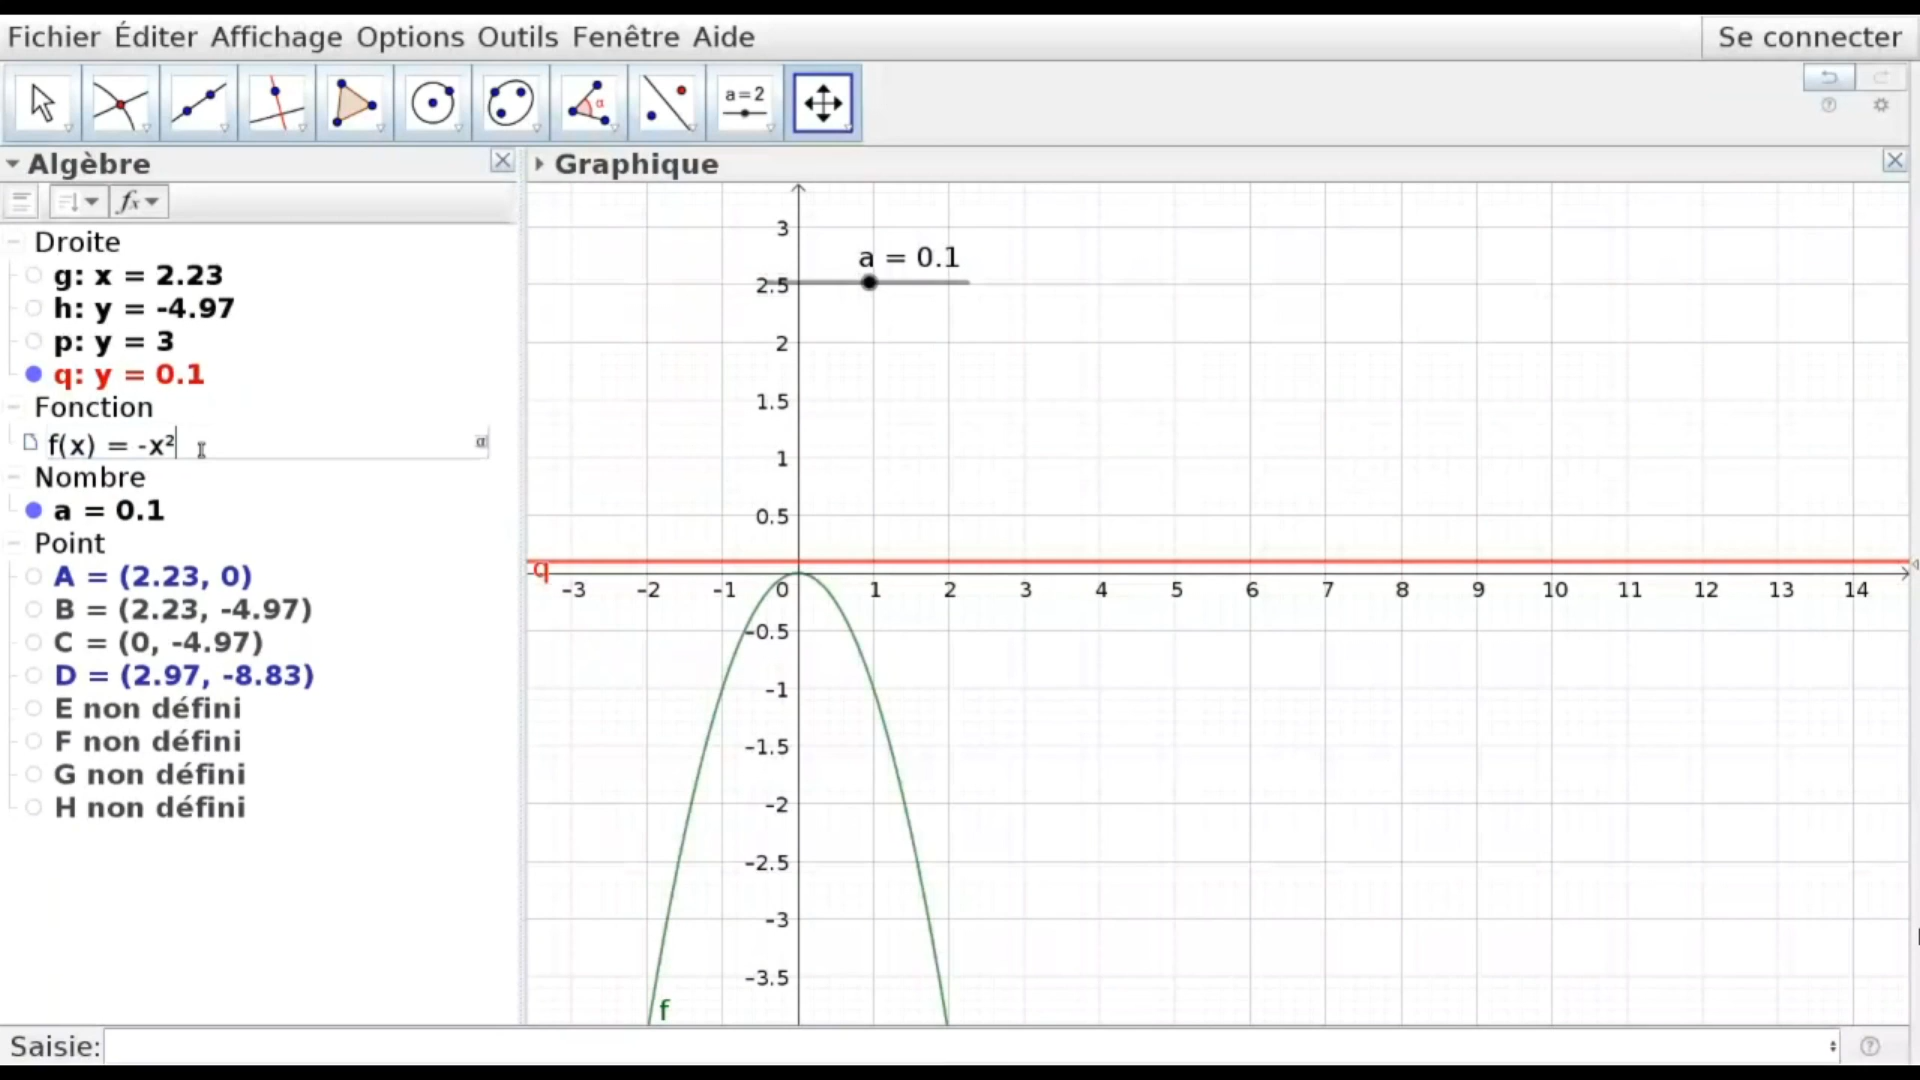 Fichier Éditer Affichage Options Outils Fenêtre Aide
Se connecter
α
a=2
Algèbre
Graphique
fx
Droite
g: x = 2.23
h: y = -4.97
p: y = 3
q: y = 0.1
Fonction
f(x) = -x²
α
Nombre
a = 0.1
Point
A = (2.23, 0)
B = (2.23, -4.97)
C = (0, -4.97)
D = (2.97, -8.83)
E non défini
F non défini
G non défini
H non défini
a = 0.1
3
2.5
2
1.5
1
0.5
q
-3 -2 -1 0 1 2 3 4 5 6 7 8 9 10 11 12 13 14
-0.5
-1
-1.5
-2
-2.5
-3
-3.5
f
Saisie: